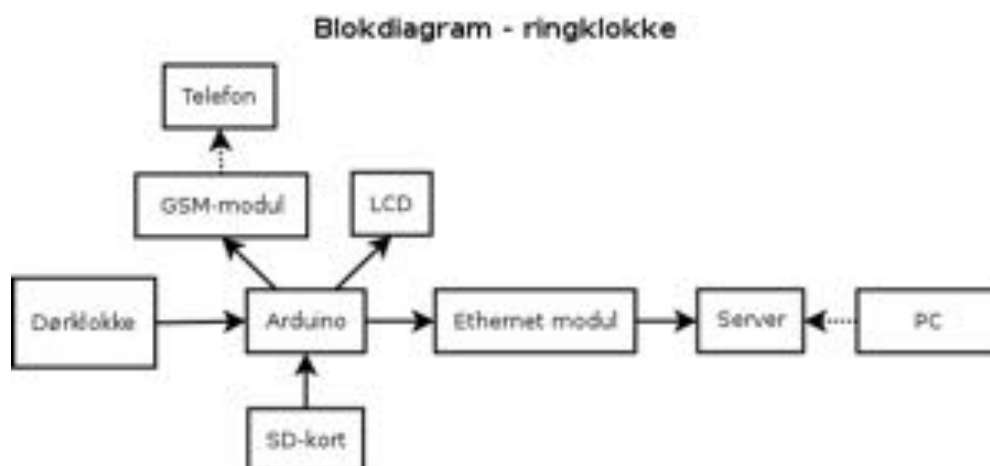 Blokdiagram - ringklokke
Telefon
GSM-modul
LCD
Dørklokke
Arduino
Ethernet modul
Server
PC
SD-kort